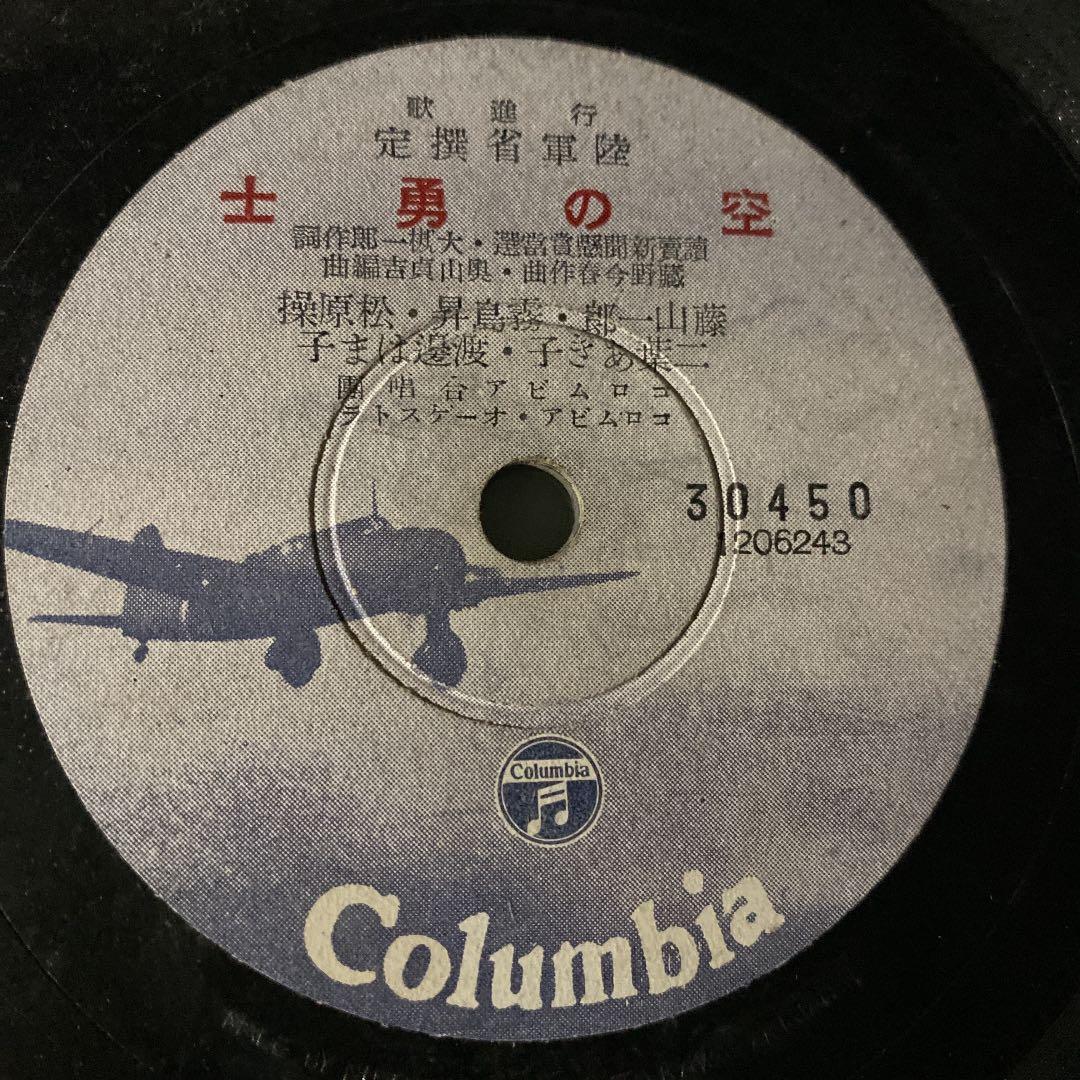 行進歌
陸軍省撰定
空の勇士
讀賣新聞懸賞當選・大槻一郎作詞
藏野今春作曲・奥山貞吉編曲
藤山一郎・霧島昇・松原操
二葉あき子・渡邊はま子
コロムビア合唱團
コロムビア・オーケストラ
30450
1206243
Columbia
Columbia